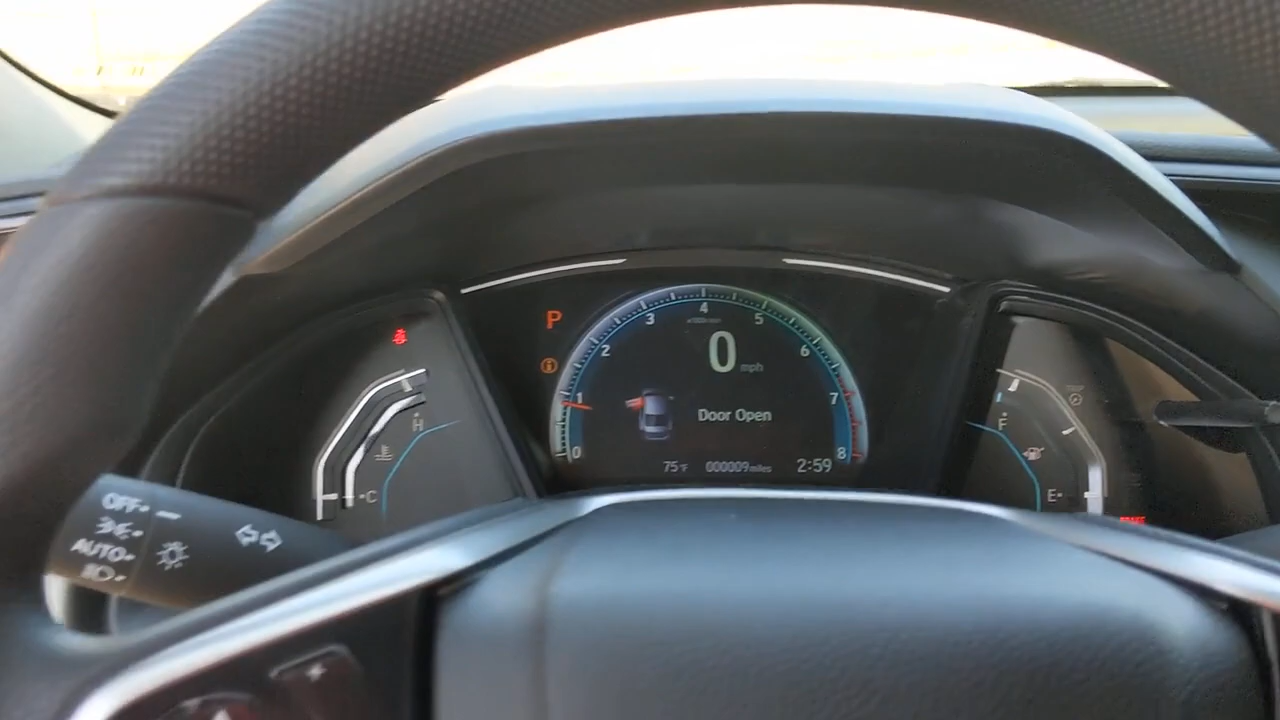 P
4
3 5
2 6
0 mph
1 7
Door Open
0 8
75°F 000009 miles 2:59
H
C
F
E
OFF
AUTO
+